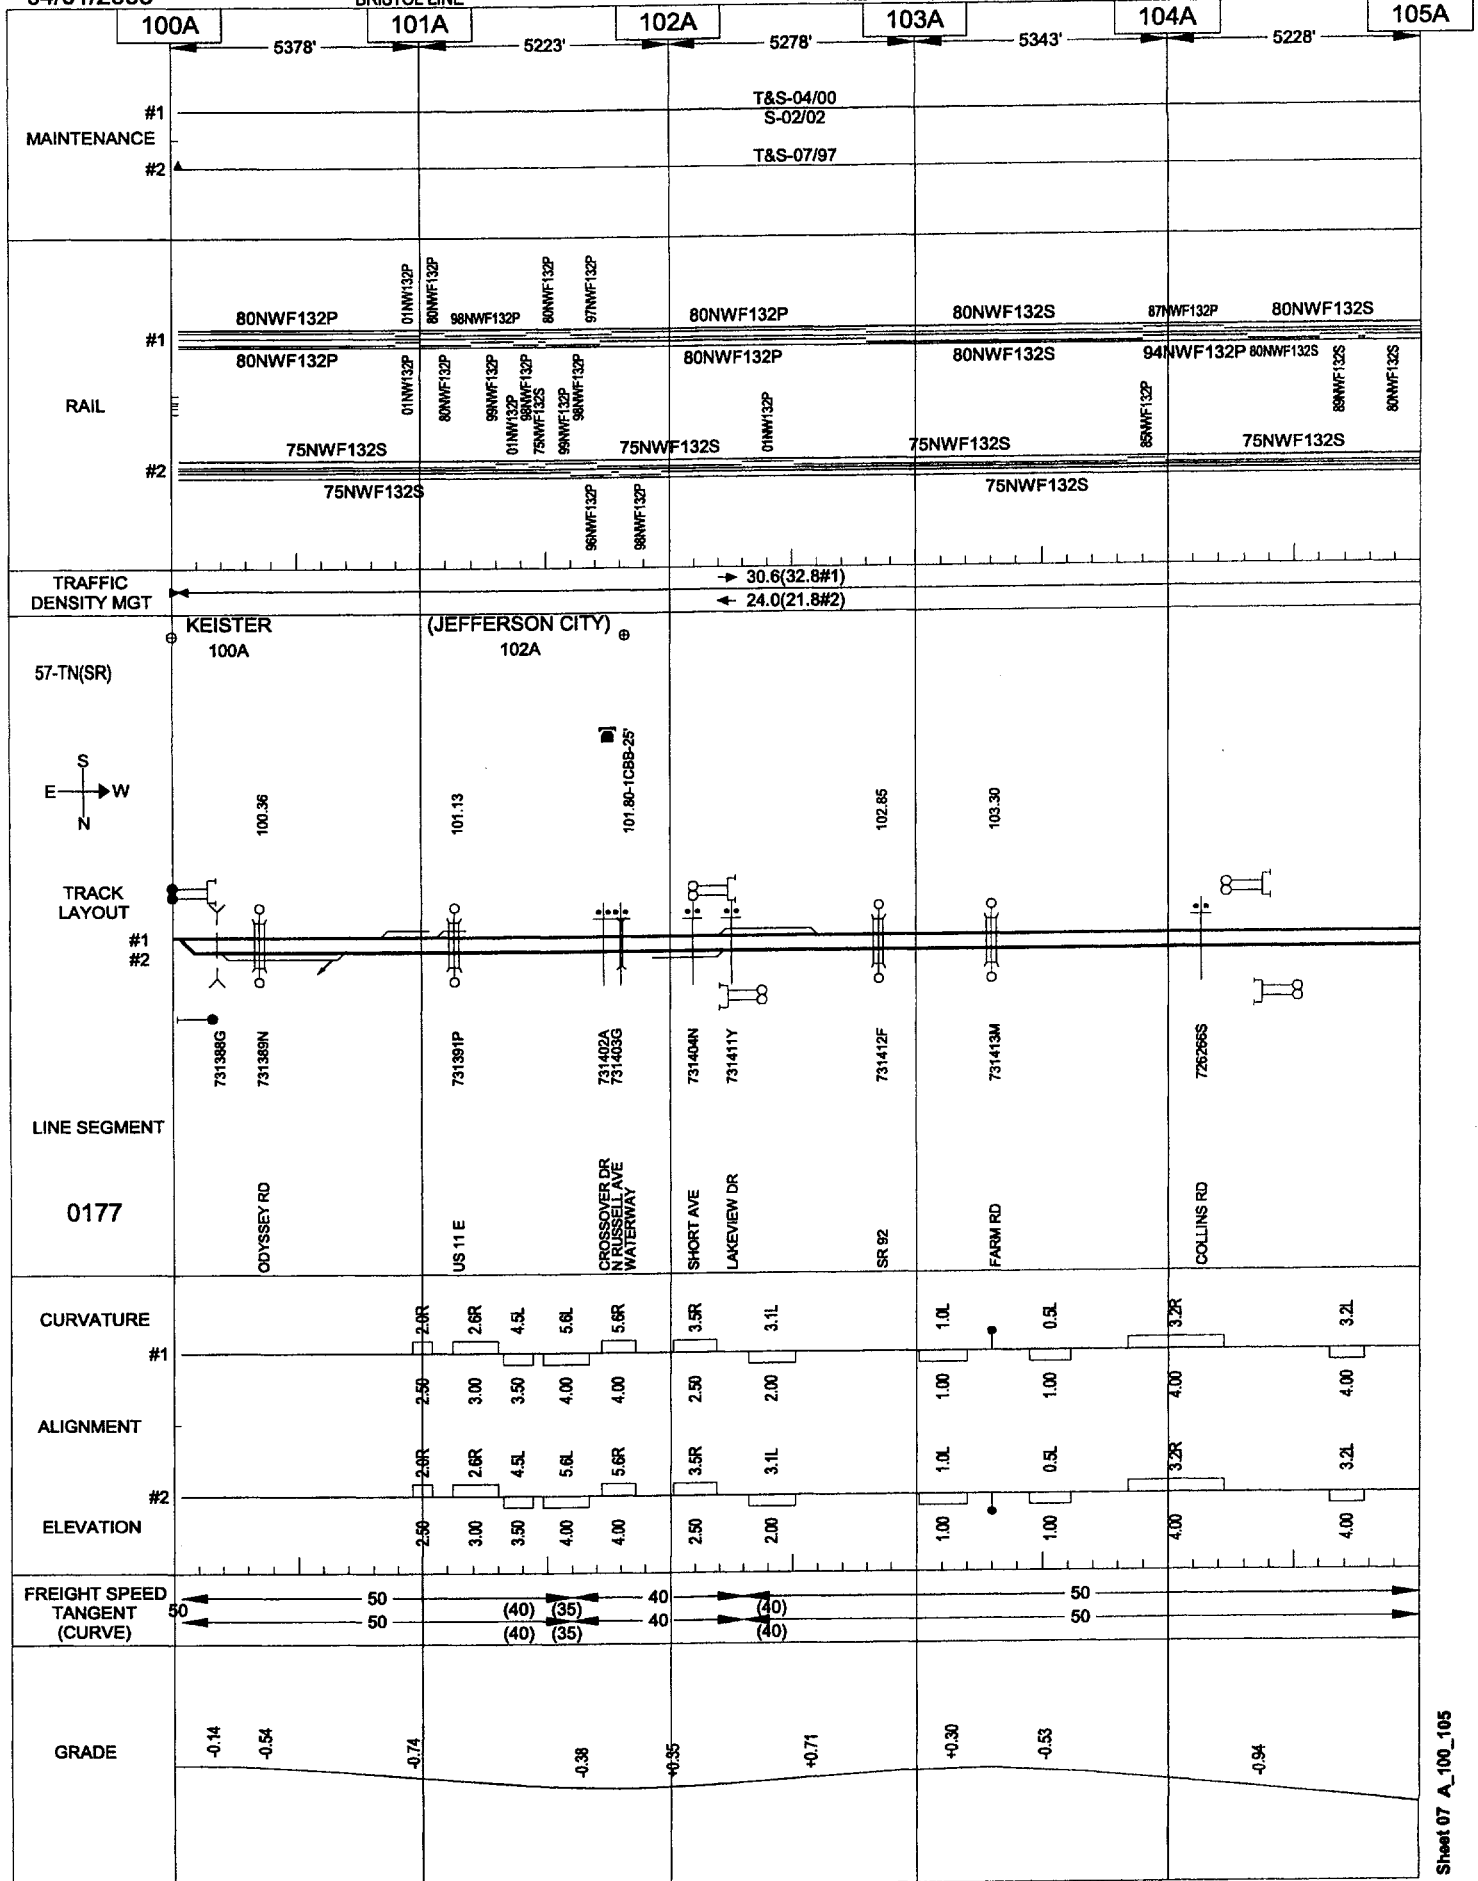 BRISTOL LINE
100A 101A 102A 103A 104A 105A
5378' 5223' 5278' 5343' 5228'
MAINTENANCE
#1
T&S-04/00
S-02/02
#2
T&S-07/97
RAIL
01NW132P 80NWF132P 80NWF132P 97NWF132P
80NWF132P 98NWF132P 80NWF132P 80NWF132S 87NWF132P 80NWF132S
#1
80NWF132P 80NWF132P 80NWF132S 94NWF132P 80NWF132S
01NW132P 80NWF132P 99NWF132P 01NW132P 98NWF132P 75NWF132S 99NWF132P 98NWF132P 01NW132P 85NWF132P 89NWF132S 80NWF132S
75NWF132S 75NWF132S 75NWF132S 75NWF132S
#2
75NWF132S 75NWF132S
96NWF132P 98NWF132P
TRAFFIC
DENSITY MGT
30.6(32.8#1)
24.0(21.8#2)
KEISTER
100A
(JEFFERSON CITY)
102A
57-TN(SR)
S
E W
N
100.36 101.13 101.80-1CBB-25' 102.85 103.30
TRACK
LAYOUT
#1
#2
731388G 731389N 731391P 731402A 731403G 731404N 731411Y 731412F 731413M 726266S
LINE SEGMENT
0177
ODYSSEY RD
US 11 E
CROSSOVER DR
N RUSSELL AVE
WATERWAY
SHORT AVE
LAKEVIEW DR
SR 92
FARM RD
COLLINS RD
CURVATURE
2.0R 2.6R 4.5L 5.6L 5.6R 3.5R 3.1L 1.0L 0.5L 3.2R 3.2L
#1
2.50 3.00 3.50 4.00 4.00 2.50 2.00 1.00 1.00 4.00 4.00
ALIGNMENT
2.0R 2.6R 4.5L 5.6L 5.6R 3.5R 3.1L 1.0L 0.5L 3.2R 3.2L
#2
ELEVATION
2.50 3.00 3.50 4.00 4.00 2.50 2.00 1.00 1.00 4.00 4.00
FREIGHT SPEED
TANGENT
(CURVE)
50
50 40 50
(40) (35) (40)
50 40 50
(40) (35) (40)
GRADE
-0.14 -0.54 -0.74 -0.38 +0.35 +0.71 +0.30 -0.53 -0.94
Sheet 07 A_100_105